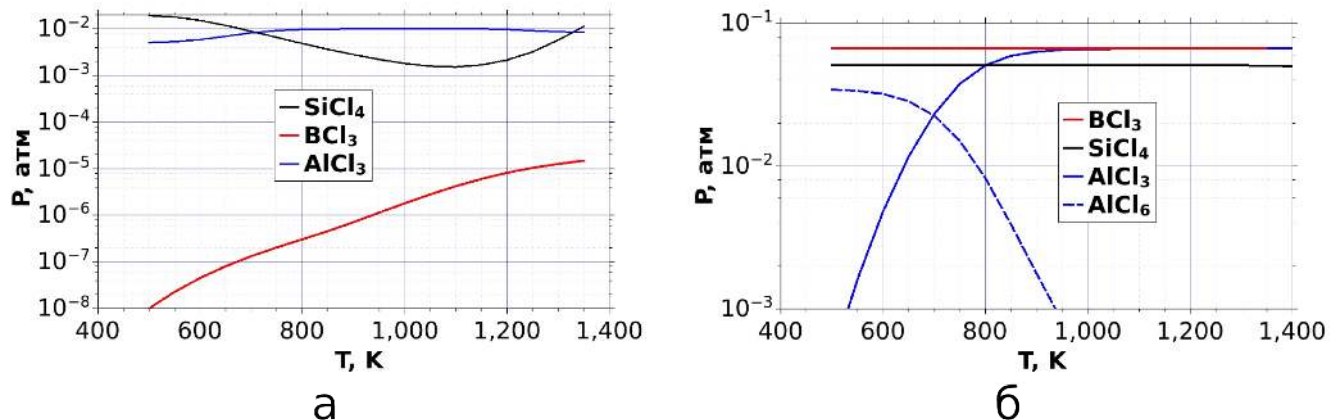 10⁻²
10⁻³
10⁻⁴
10⁻⁵
10⁻⁶
10⁻⁷
10⁻⁸
P, атм
SiCl₄
BCl₃
AlCl₃
400 600 800 1,000 1,200 1,400
T, K
а
10⁻¹
10⁻²
10⁻³
P, атм
BCl₃
SiCl₄
AlCl₃
AlCl₆
400 600 800 1,000 1,200 1,400
T, K
б